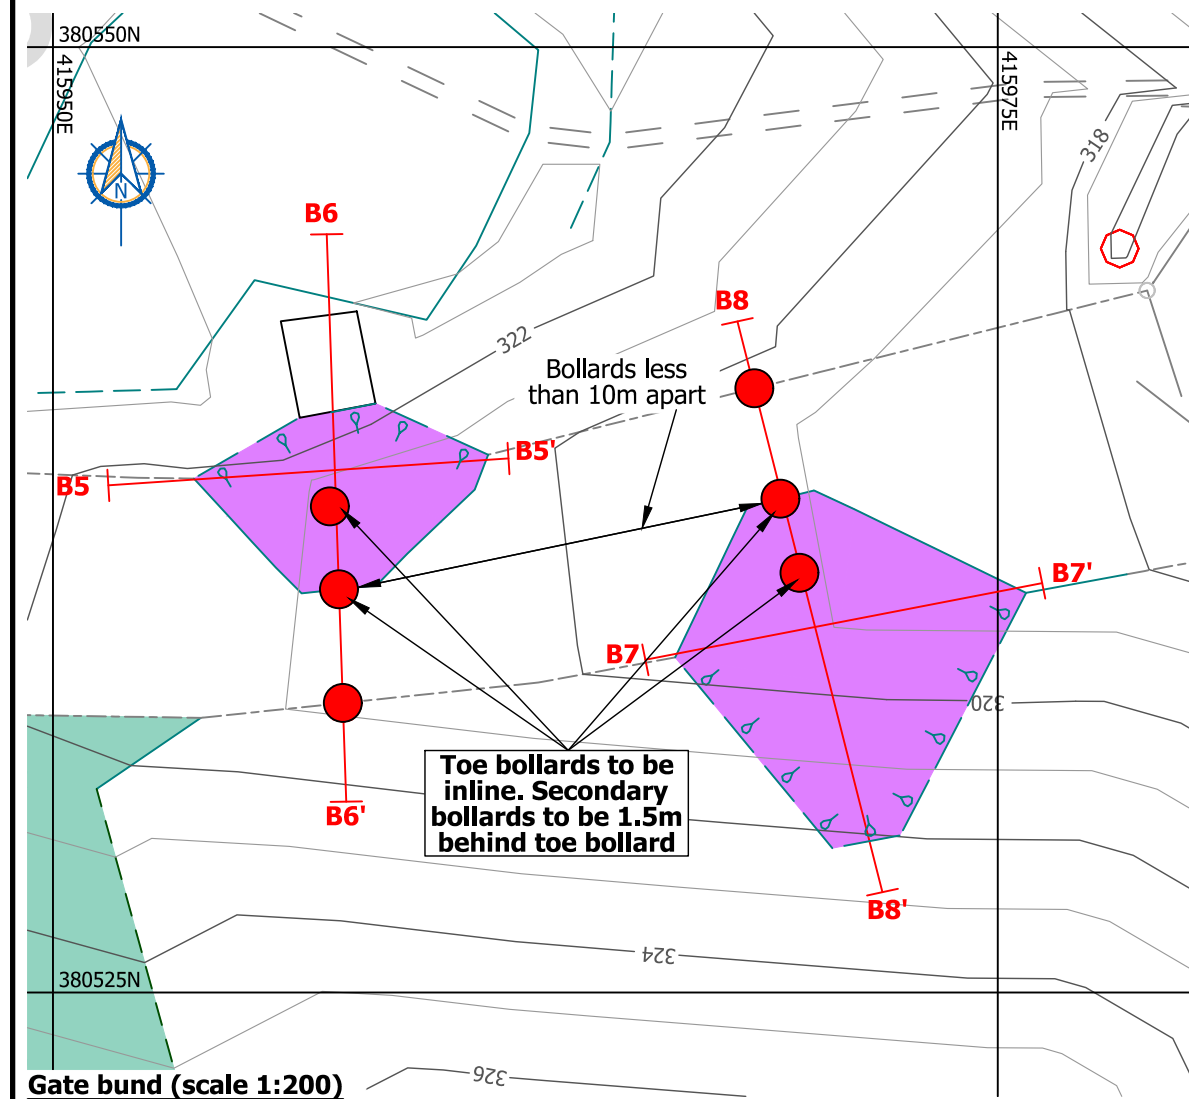 380550N
415950E
415975E
318
N
B6
B8
322
Bollards less
than 10m apart
B5'
B5
B7'
B7
320
Toe bollards to be
inline. Secondary
bollards to be 1.5m
behind toe bollard
B6'
B8'
324
380525N
326
Gate bund (scale 1:200)